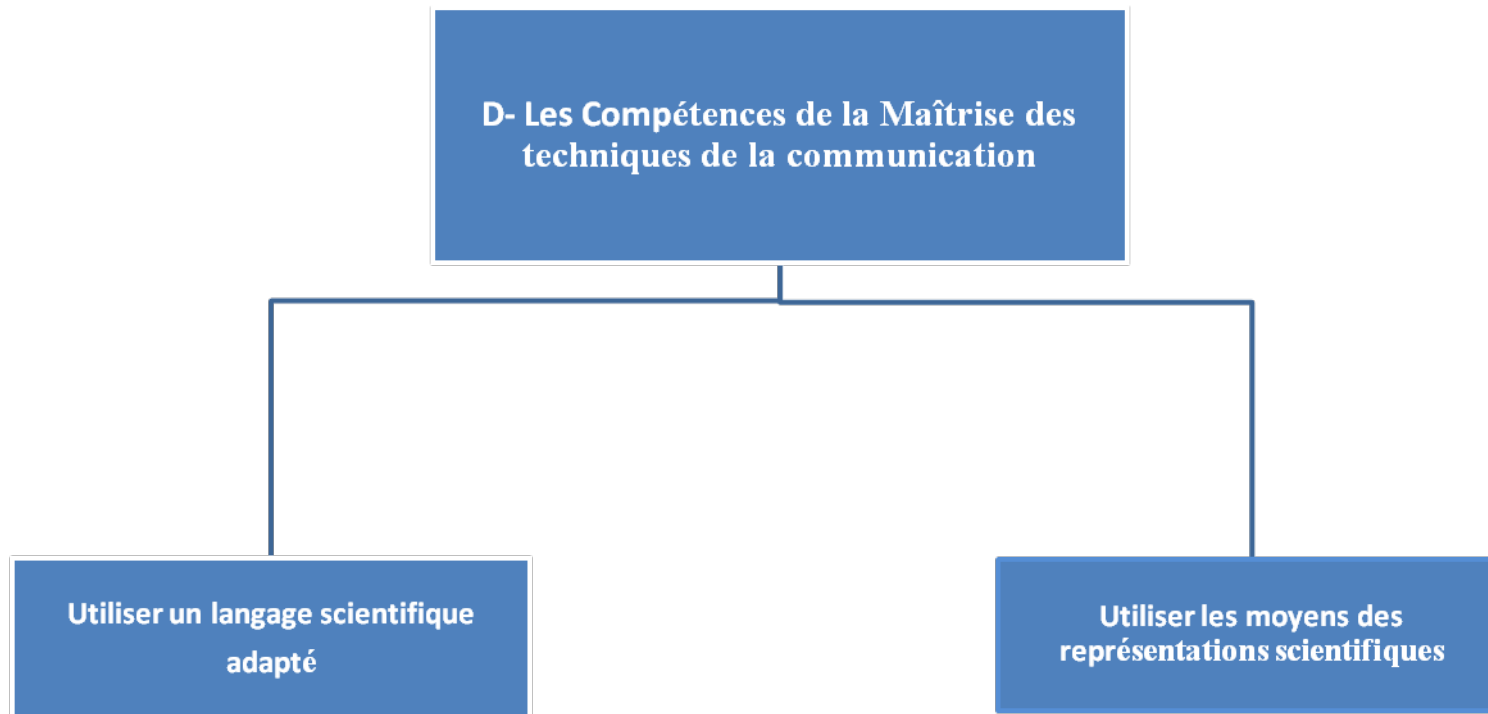 D- Les Compétences de la Maîtrise des
techniques de la communication
Utiliser un langage scientifique
adapté
Utiliser les moyens des
représentations scientifiques